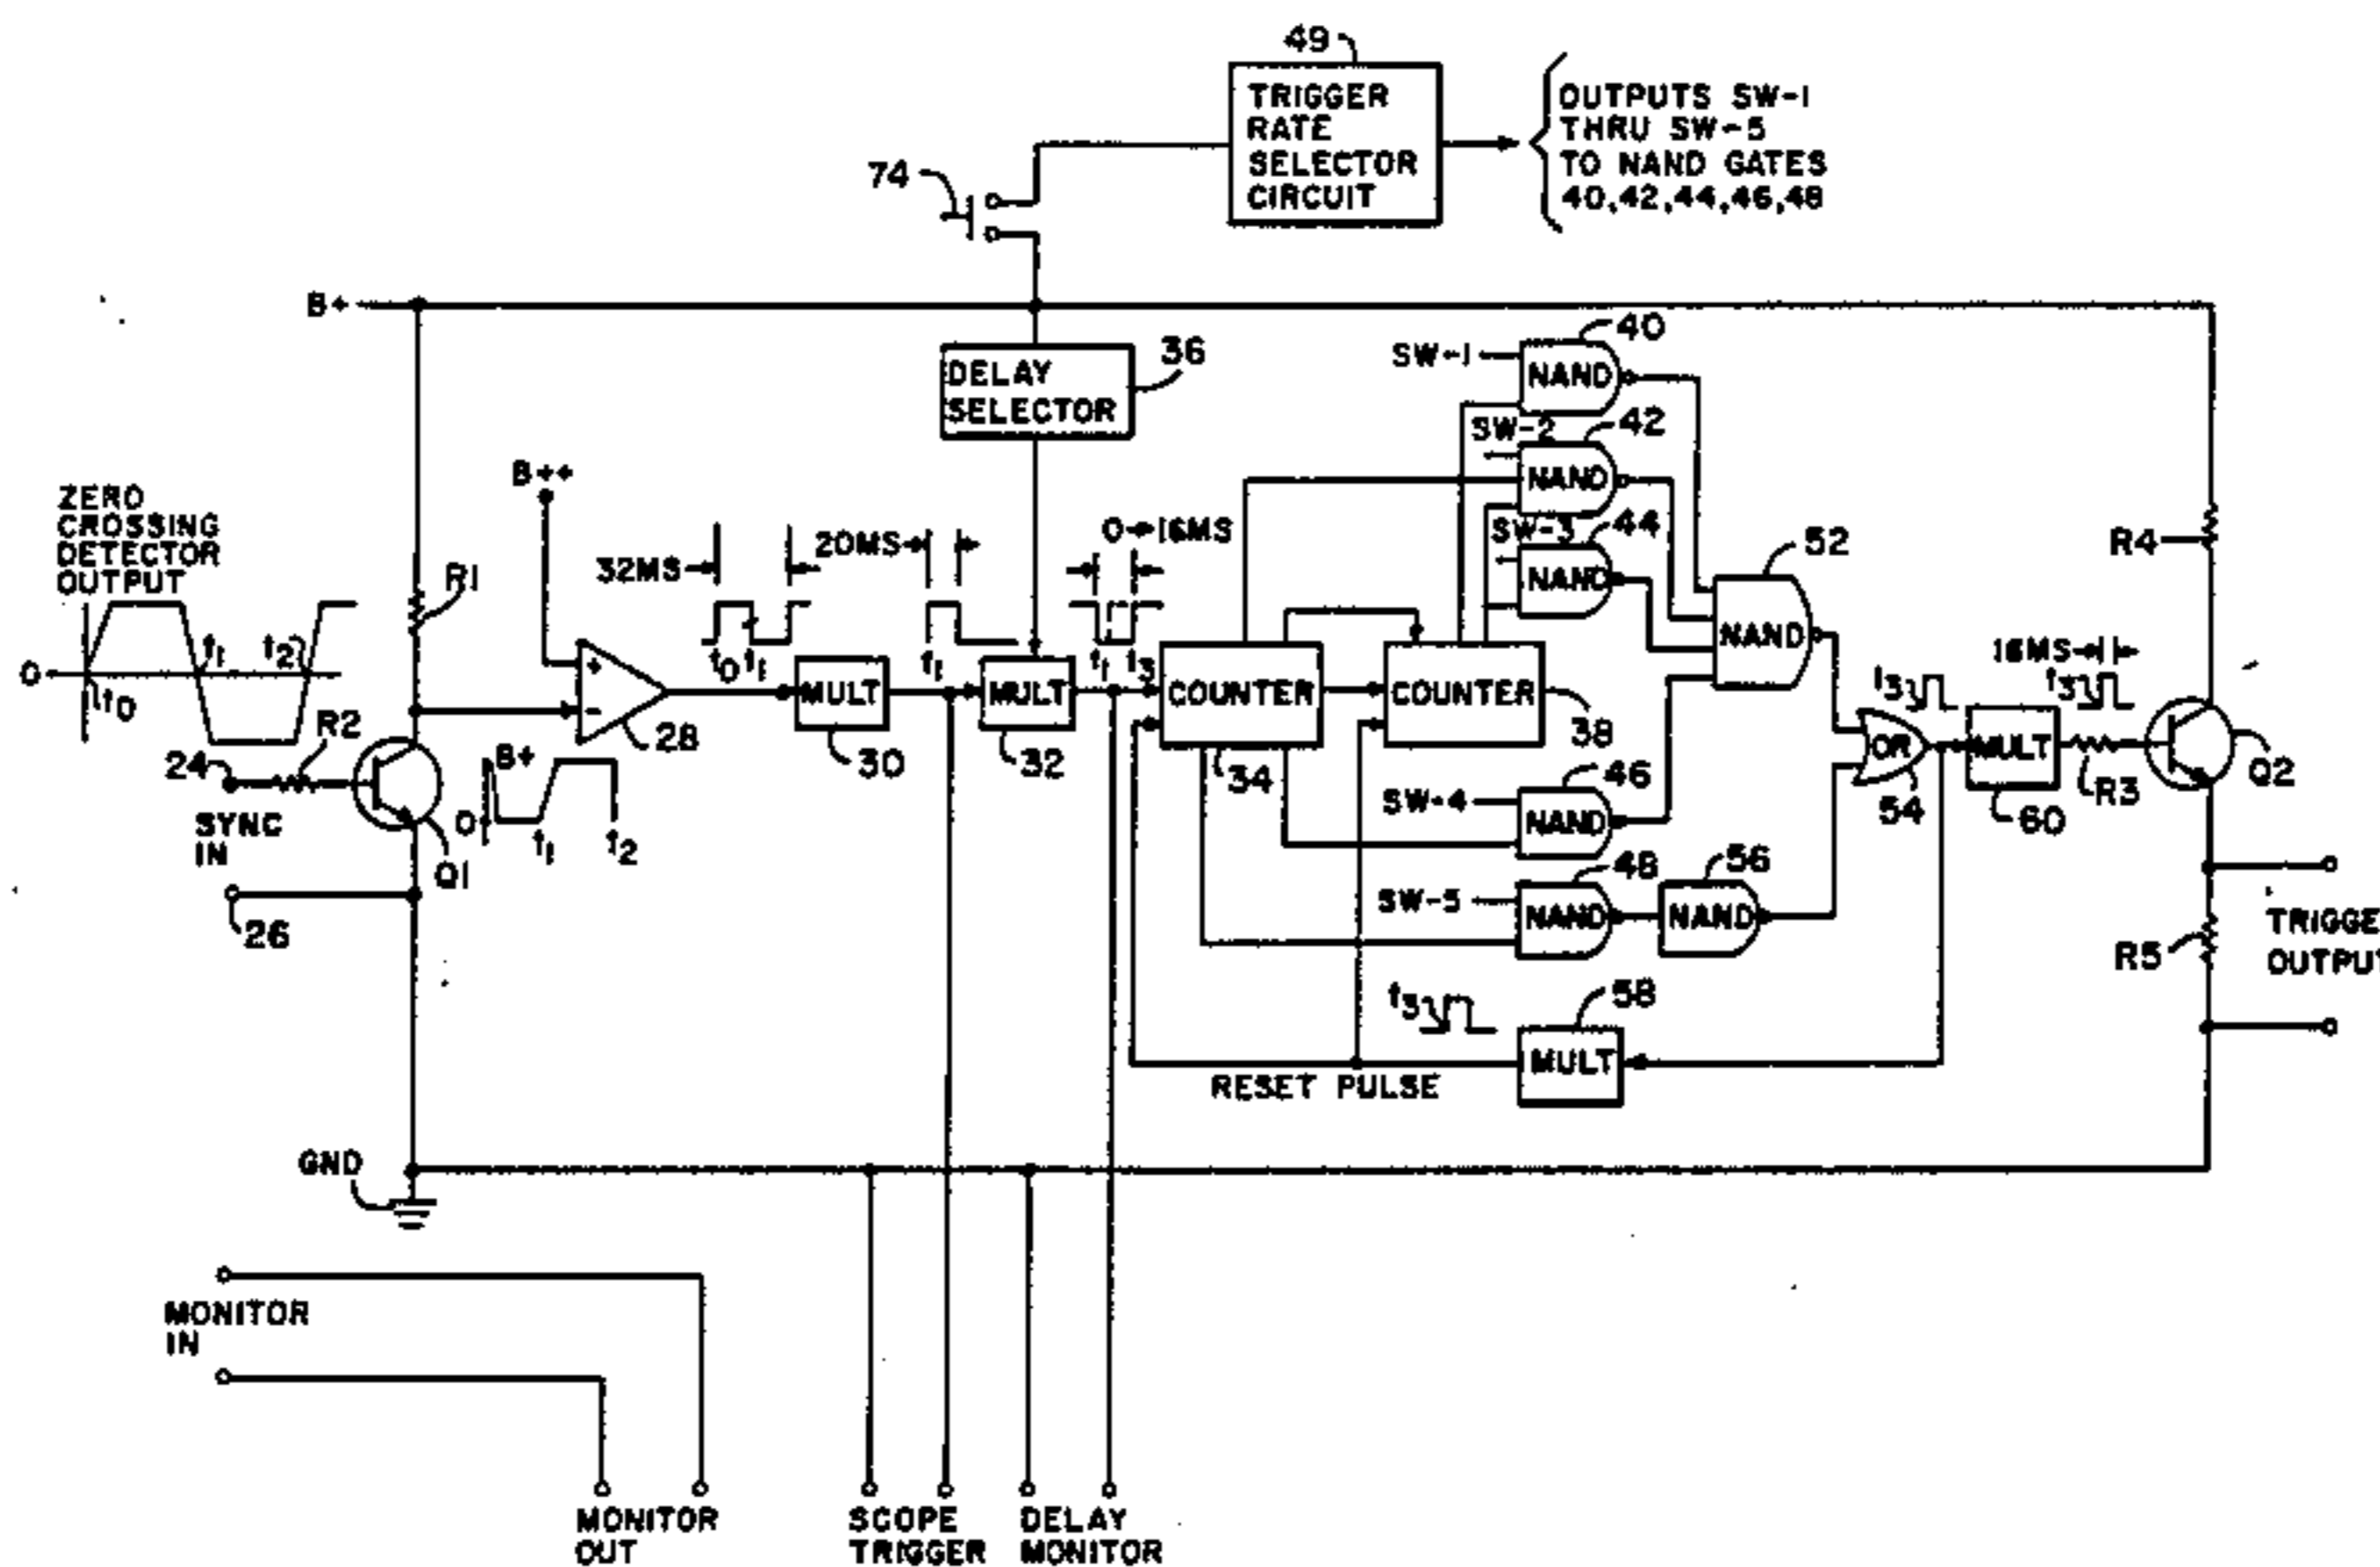 49
TRIGGER
RATE
SELECTOR
CIRCUIT
OUTPUTS SW-1
THRU SW-5
TO NAND GATES
40,42,44,46,48
74
B+
DELAY
SELECTOR
36
SW-1
NAND
40
SW-2
NAND
42
SW-3
NAND
44
ZERO
CROSSING
DETECTOR
OUTPUT
0
t0
t1
t2
R1
R2
B++
+
-
28
32MS
t0
t1
20MS
t1
0→16MS
t1
t3
MULT
30
MULT
32
COUNTER
34
COUNTER
38
NAND
52
R4
24
SYNC
IN
26
Q1
B+
0
t1
t2
SW-4
NAND
46
SW-5
NAND
48
NAND
56
OR
54
t3
MULT
60
16MS
t3
R3
Q2
R5
TRIGGE
OUTPUT
t3
MULT
58
RESET PULSE
GND
MONITOR
IN
MONITOR
OUT
SCOPE
TRIGGER
DELAY
MONITOR